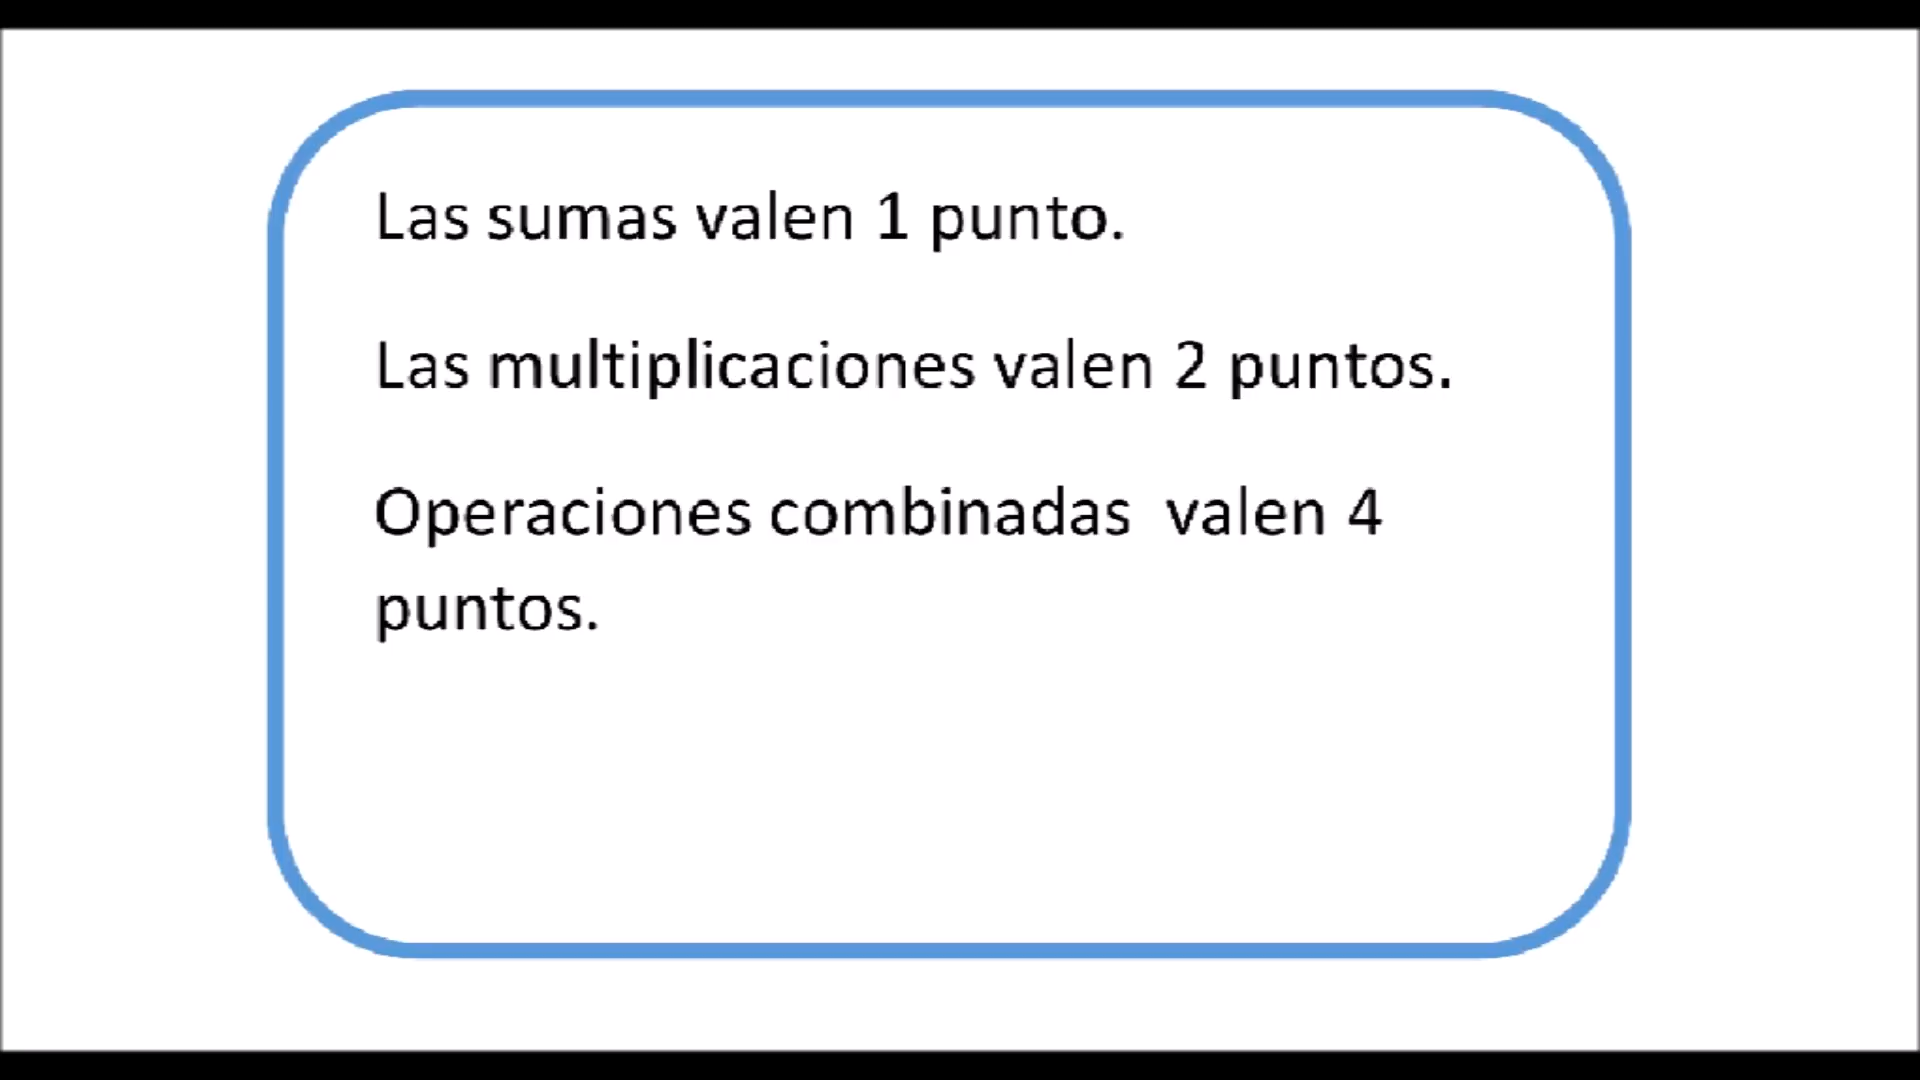 Las sumas valen 1 punto.
Las multiplicaciones valen 2 puntos.
Operaciones combinadas  valen 4
puntos.